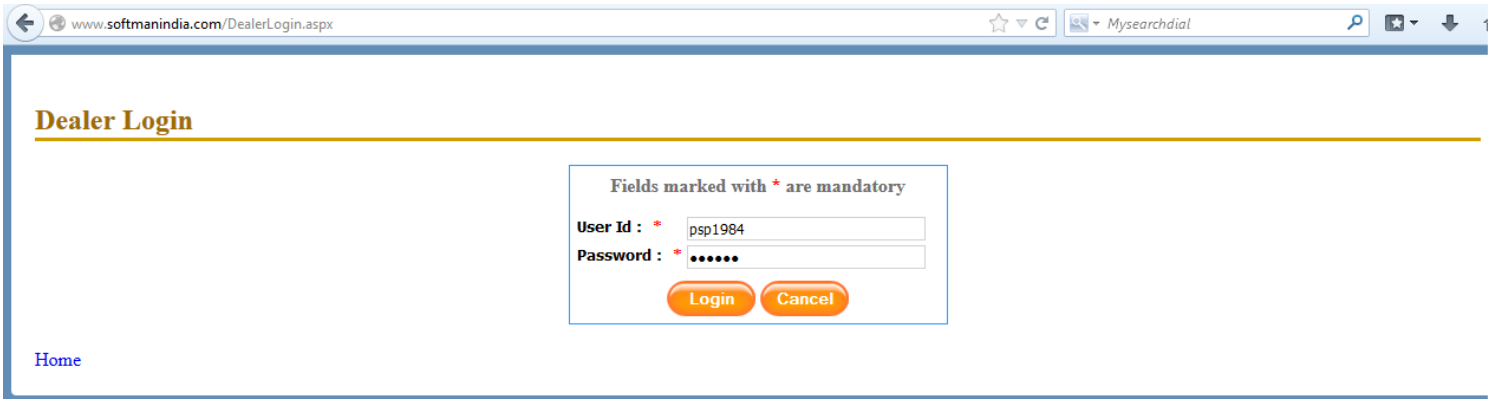 www.softmanindia.com/DealerLogin.aspx
Mysearchdial
Dealer Login
Fields marked with * are mandatory
User Id : * psp1984
Password : * ●●●●●●
Login Cancel
Home